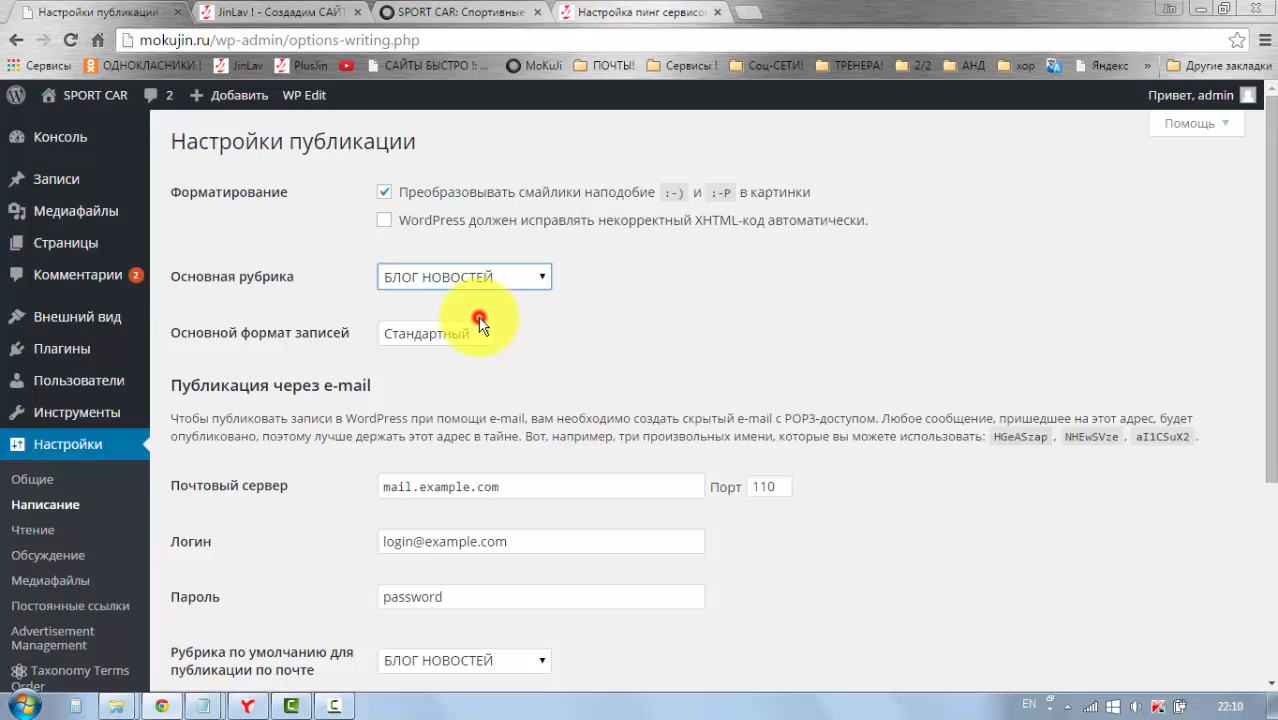 Настройки публикации
JinLav ! - Создадим САЙТ
SPORT CAR: Спортивные
Настройка пинг сервисо
mokujin.ru/wp-admin/options-writing.php
Сервисы ОДНОКЛАСНИКИ ! JinLav PlusJin САЙТЫ БЫСТРО !: ... MoKuJi ПОЧТЫ! Сервисы ! Соц-СЕТИ! ТРЕНЕРА! 2/2 АНД хор Яндекс » Другие закладки
SPORT CAR 2 Добавить WP Edit Привет, admin
Помощь
Консоль
Записи
Медиафайлы
Страницы
Комментарии 2
Внешний вид
Плагины
Пользователи
Инструменты
Настройки
Общие
Написание
Чтение
Обсуждение
Медиафайлы
Постоянные ссылки
Advertisement
Management
Taxonomy Terms
Order
Настройки публикации
Форматирование Преобразовывать смайлики наподобие :-) и :-P в картинки
WordPress должен исправлять некорректный XHTML-код автоматически.
Основная рубрика БЛОГ НОВОСТЕЙ
Основной формат записей Стандартный
Публикация через e-mail
Чтобы публиковать записи в WordPress при помощи e-mail, вам необходимо создать скрытый e-mail с POP3-доступом. Любое сообщение, пришедшее на этот адрес, будет
опубликовано, поэтому лучше держать этот адрес в тайне. Вот, например, три произвольных имени, которые вы можете использовать: HGeASzap , NHEwSVze , aI1CSuX2 .
Почтовый сервер mail.example.com Порт 110
Логин login@example.com
Пароль password
Рубрика по умолчанию для
публикации по почте БЛОГ НОВОСТЕЙ
EN 22:10